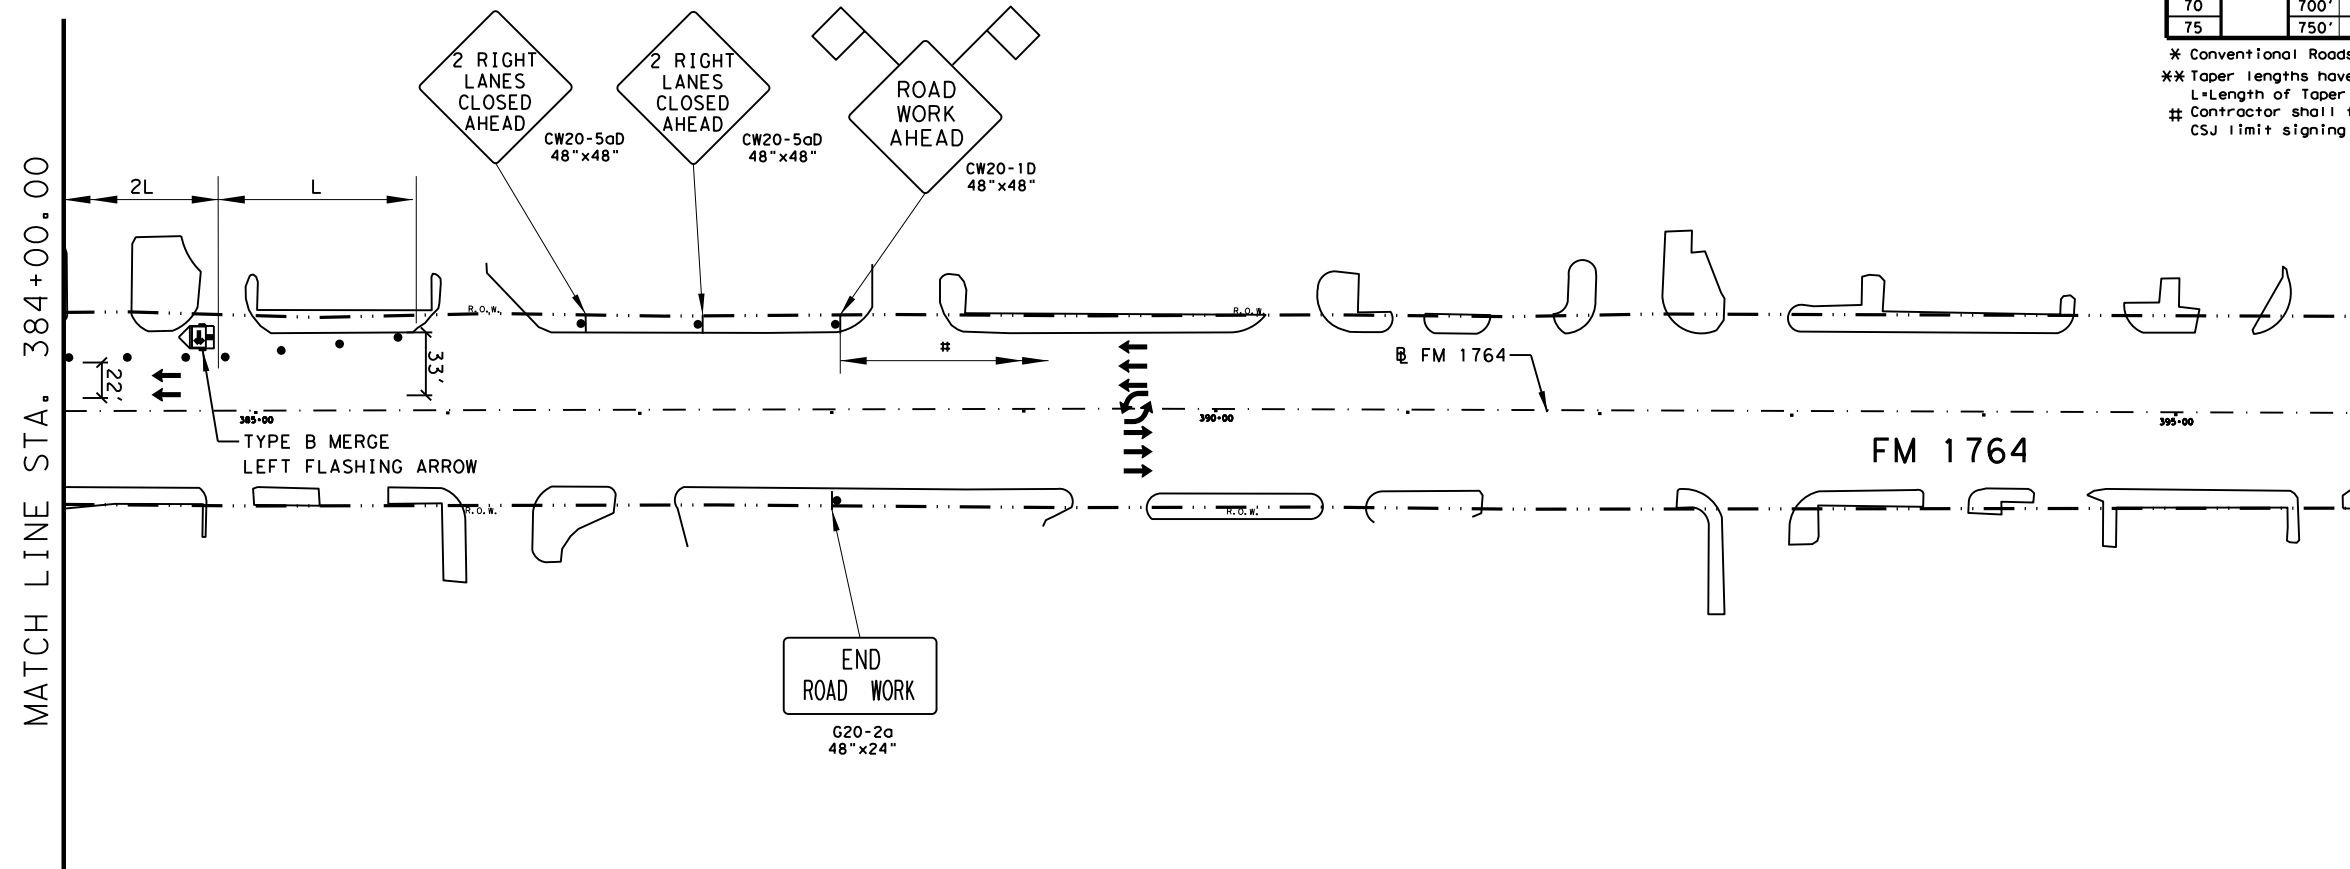 70 700'
75 750'
* Conventional Roads
** Taper lengths have
L=Length of Taper
# Contractor shall
CSJ limit signing
2 RIGHT
LANES
CLOSED
AHEAD
CW20-5aD
48"x48"
2 RIGHT
LANES
CLOSED
AHEAD
CW20-5aD
48"x48"
ROAD
WORK
AHEAD
CW20-1D
48"x48"
MATCH LINE STA. 384+00.00
2L
L
R.O.W.
R.O.W.
#
33'
22'
℄ FM 1764
385+00
390+00
395+00
TYPE B MERGE
LEFT FLASHING ARROW
FM 1764
R.O.W.
R.O.W.
END
ROAD WORK
G20-2a
48"x24"